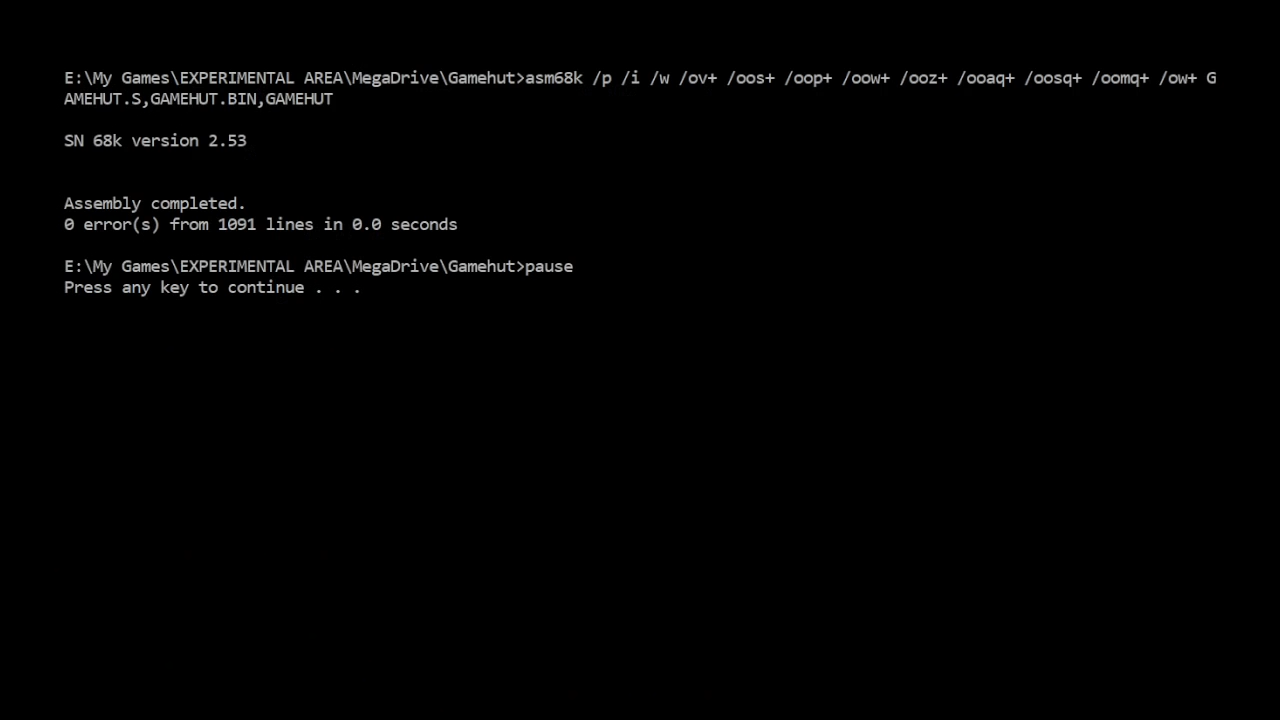 E:\My Games\EXPERIMENTAL AREA\MegaDrive\Gamehut>asm68k /p /i /w /ov+ /oos+ /oop+ /oow+ /ooz+ /ooaq+ /oosq+ /oomq+ /ow+ G
AMEHUT.S,GAMEHUT.BIN,GAMEHUT
SN 68k version 2.53
Assembly completed.
0 error(s) from 1091 lines in 0.0 seconds
E:\My Games\EXPERIMENTAL AREA\MegaDrive\Gamehut>pause
Press any key to continue . . .